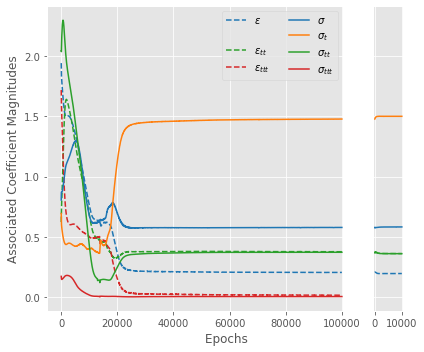 ε σ
σₜ
εₜₜ σₜₜ
εₜₜₜ σₜₜₜ
2.0
1.5
1.0
0.5
0.0
Associated Coefficient Magnitudes
0 20000 40000 60000 80000 100000 0 10000
Epochs